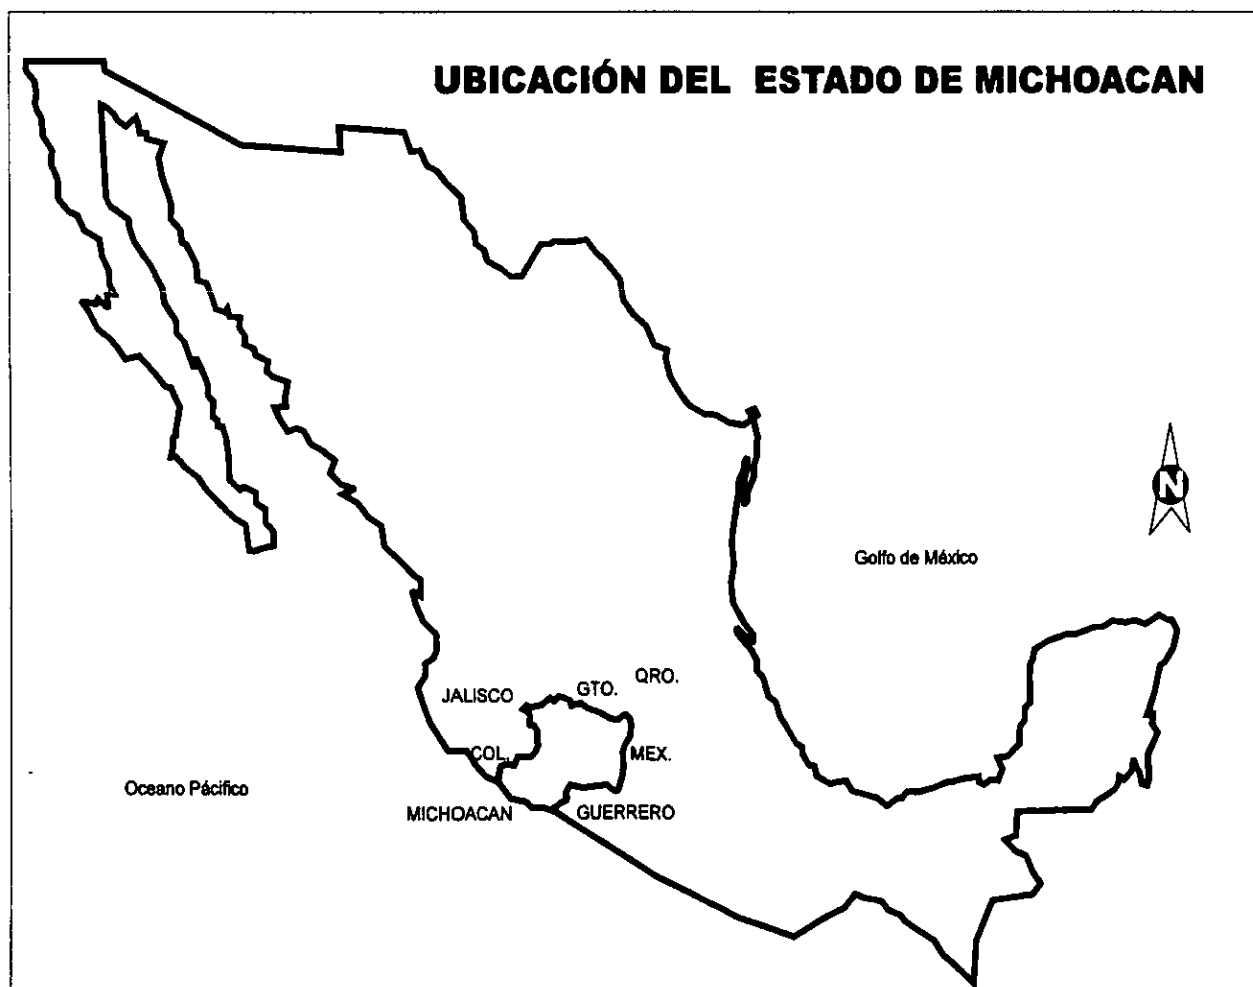 UBICACIÓN DEL ESTADO DE MICHOACAN
N
Golfo de México
QRO.
GTO.
JALISCO
COL.
MEX.
Oceano Pácifico
MICHOACAN
GUERRERO